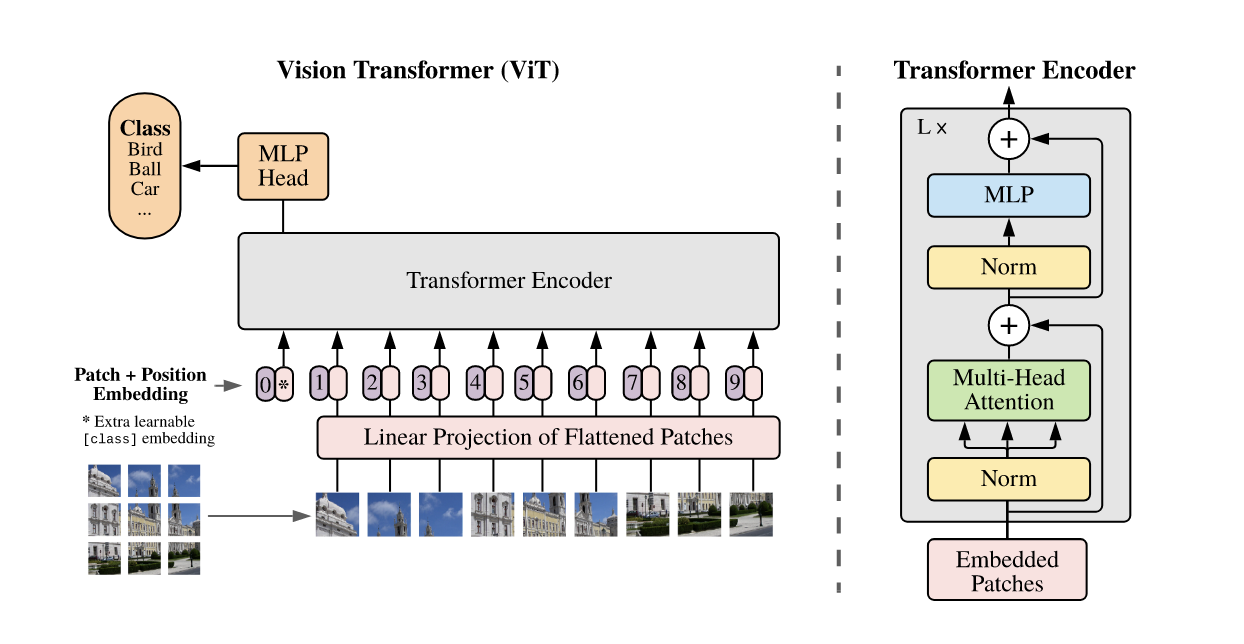 Vision Transformer (ViT)
Class
Bird
Ball
Car
...
MLP
Head
Transformer Encoder
0 * 1 2 3 4 5 6 7 8 9
Patch + Position
Embedding
* Extra learnable
[class] embedding
Linear Projection of Flattened Patches
Transformer Encoder
L x
+
MLP
Norm
+
Multi-Head
Attention
Norm
Embedded
Patches